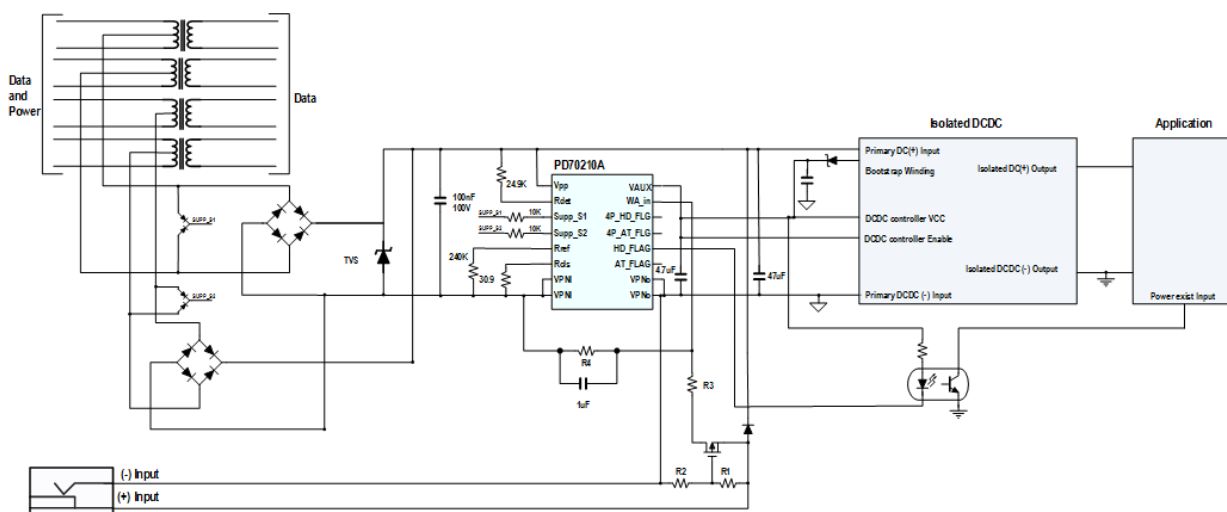 Data
and
Power
Data
SUPP_S1
SUPP_S2
TVS
100nF
100V
24.9K
SUPP_S1
10K
SUPP_S2
10K
240K
30.9
PD70210A
Vpp
Rdet
Supp_S1
Supp_S2
Rref
Rcls
VPNI
VPNI
VAUX
WA_in
4P_HD_FLG
4P_AT_FLG
HD_FLAG
AT_FLAG
VPNo
VPNo
4.7uF
47uF
R4
1uF
R3
R2
R1
Isolated DCDC
Primary DC(+) Input
Bootstrap Winding
Isolated DC(+) Output
DCDC controller VCC
DCDC controller Enable
Isolated DCDC (-) Output
Primary DCDC (-) Input
Application
Power exist Input
(-) Input
(+) Input